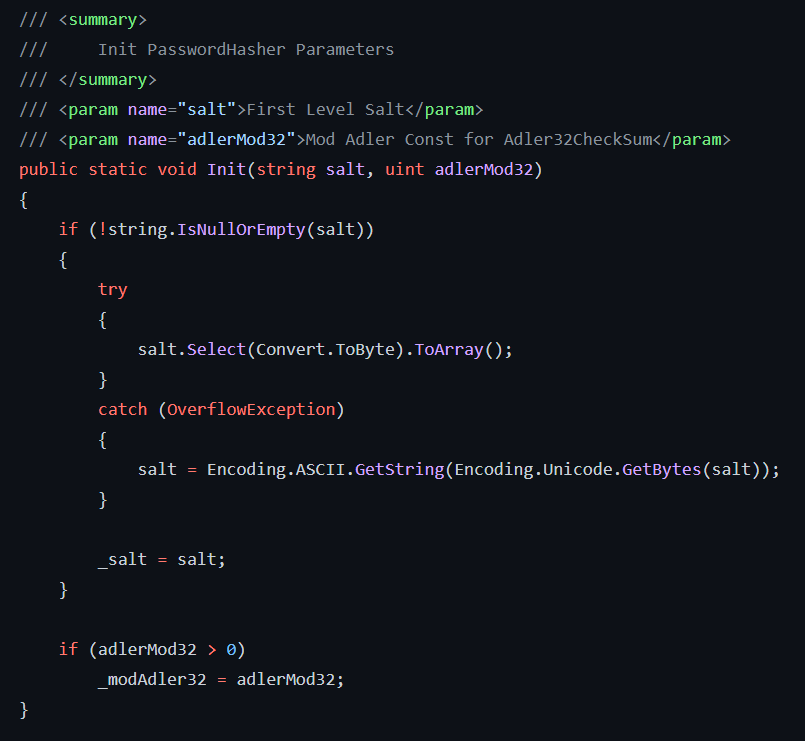 /// <summary>
///     Init PasswordHasher Parameters
/// </summary>
/// <param name="salt">First Level Salt</param>
/// <param name="adlerMod32">Mod Adler Const for Adler32CheckSum</param>
public static void Init(string salt, uint adlerMod32)
{
    if (!string.IsNullOrEmpty(salt))
    {
        try
        {
            salt.Select(Convert.ToByte).ToArray();
        }
        catch (OverflowException)
        {
            salt = Encoding.ASCII.GetString(Encoding.Unicode.GetBytes(salt));
        }

        _salt = salt;
    }

    if (adlerMod32 > 0)
        _modAdler32 = adlerMod32;
}